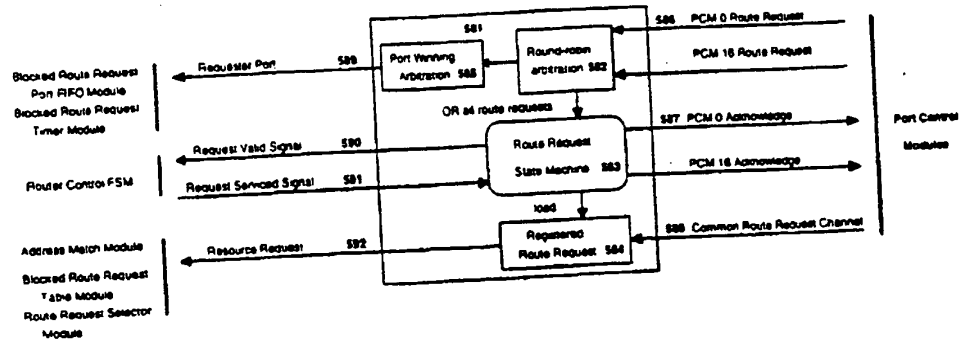 581
586 PCM 0 Route Request
Requester Port 589
Port Winning
Arbitration 585
Round-robin
arbitration 582
PCM 16 Route Request
Blocked Route Request
Port FIFO Module
Blocked Route Request
Timer Module
OR all route requests
587 PCM 0 Acknowledge
Port Control
Modules
Request Valid Signal 590
Route Request
State Machine 583
PCM 16 Acknowledge
Router Control FSM
Request Serviced Signal 591
load
588 Common Route Request Channel
Address Match Module
Resource Request 592
Registered
Route Request 584
Blocked Route Request
Table Module
Route Request Selector
Module